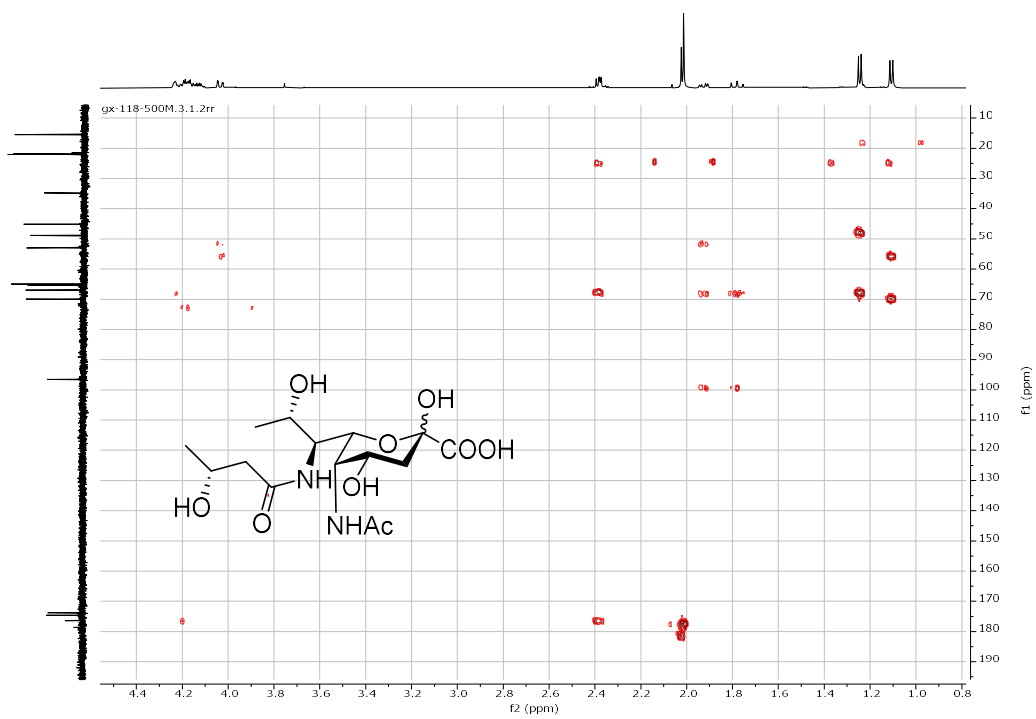 gx-118-500M.3.1.2rr
10
20
30
40
50
60
70
80
90
100
110
120
130
140
150
160
170
180
190
f1 (ppm)
OH
OH
O
COOH
NH
OH
HO
O
NHAc
4.4 4.2 4.0 3.8 3.6 3.4 3.2 3.0 2.8 2.6 2.4 2.2 2.0 1.8 1.6 1.4 1.2 1.0 0.8
f2 (ppm)